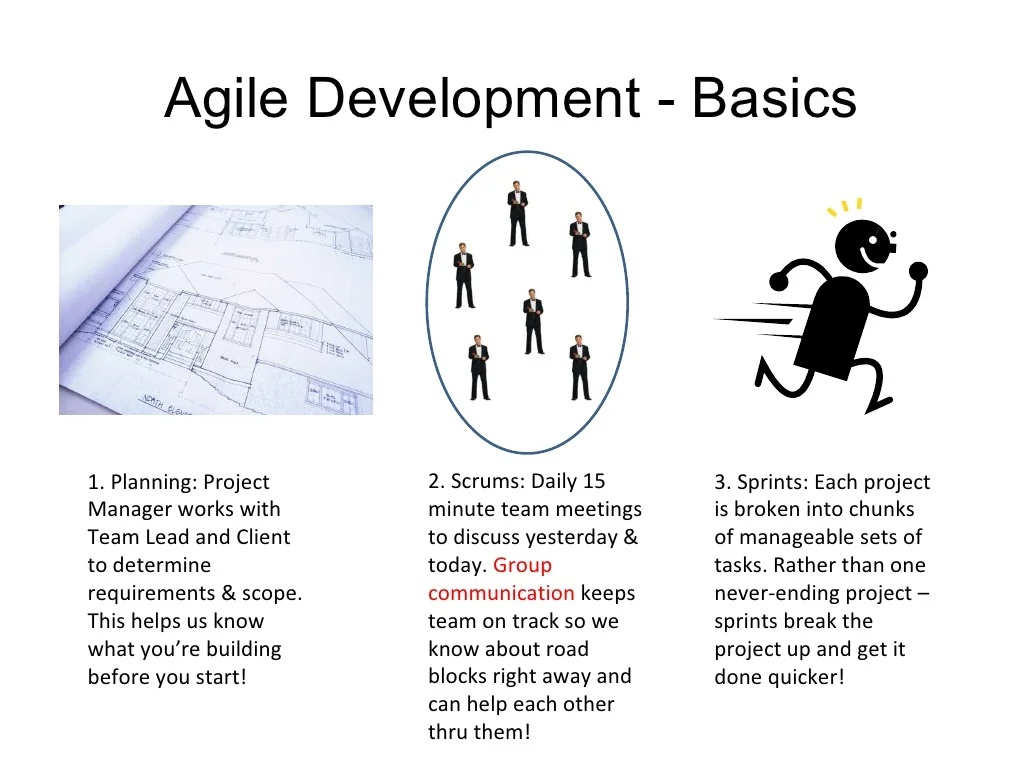 Agile Development - Basics
1. Planning: Project
Manager works with
Team Lead and Client
to determine
requirements & scope.
This helps us know
what you’re building
before you start!
2. Scrums: Daily 15
minute team meetings
to discuss yesterday &
today. Group
communication keeps
team on track so we
know about road
blocks right away and
can help each other
thru them!
3. Sprints: Each project
is broken into chunks
of manageable sets of
tasks. Rather than one
never-ending project –
sprints break the
project up and get it
done quicker!